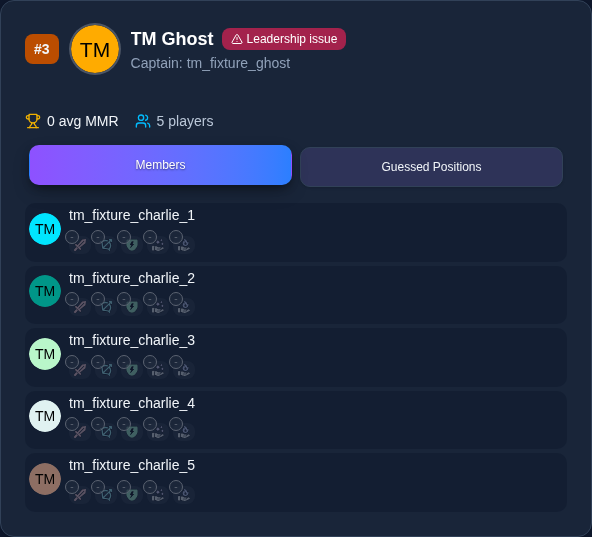 #3
TM
TM Ghost
Leadership issue
Captain: tm_fixture_ghost
0 avg MMR
5 players
Members
Guessed Positions
TM
tm_fixture_charlie_1
- - - - -
TM
tm_fixture_charlie_2
- - - - -
TM
tm_fixture_charlie_3
- - - - -
TM
tm_fixture_charlie_4
- - - - -
TM
tm_fixture_charlie_5
- - - - -